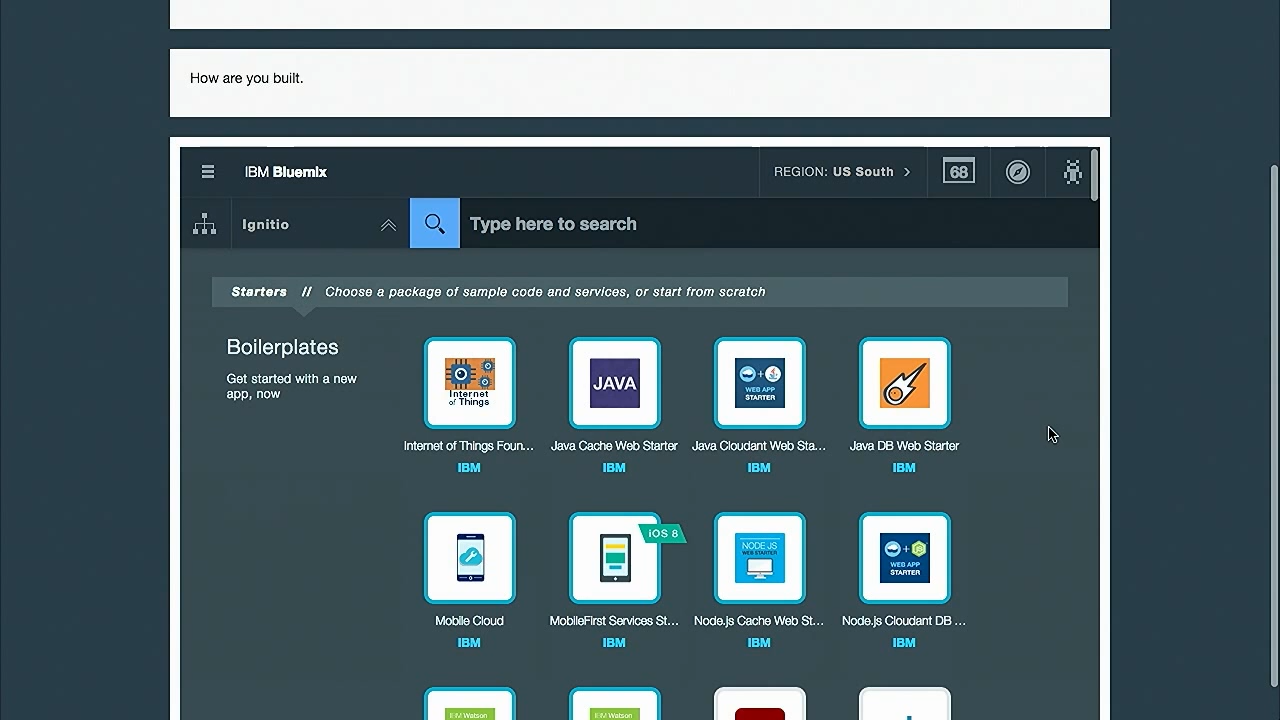 How are you built.
IBM Bluemix
REGION: US South
68
Ignitio
Type here to search
Starters // Choose a package of sample code and services, or start from scratch
Boilerplates
Get started with a new
app, now
Internet
of Things
JAVA
WEB APP
STARTER
Internet of Things Foun...
Java Cache Web Starter
Java Cloudant Web Sta...
Java DB Web Starter
IBM
IBM
IBM
IBM
iOS 8
NODE JS
WEB STARTER
WEB APP
STARTER
Mobile Cloud
MobileFirst Services St...
Node.js Cache Web St...
Node.js Cloudant DB ...
IBM
IBM
IBM
IBM
IBM Watson
IBM Watson